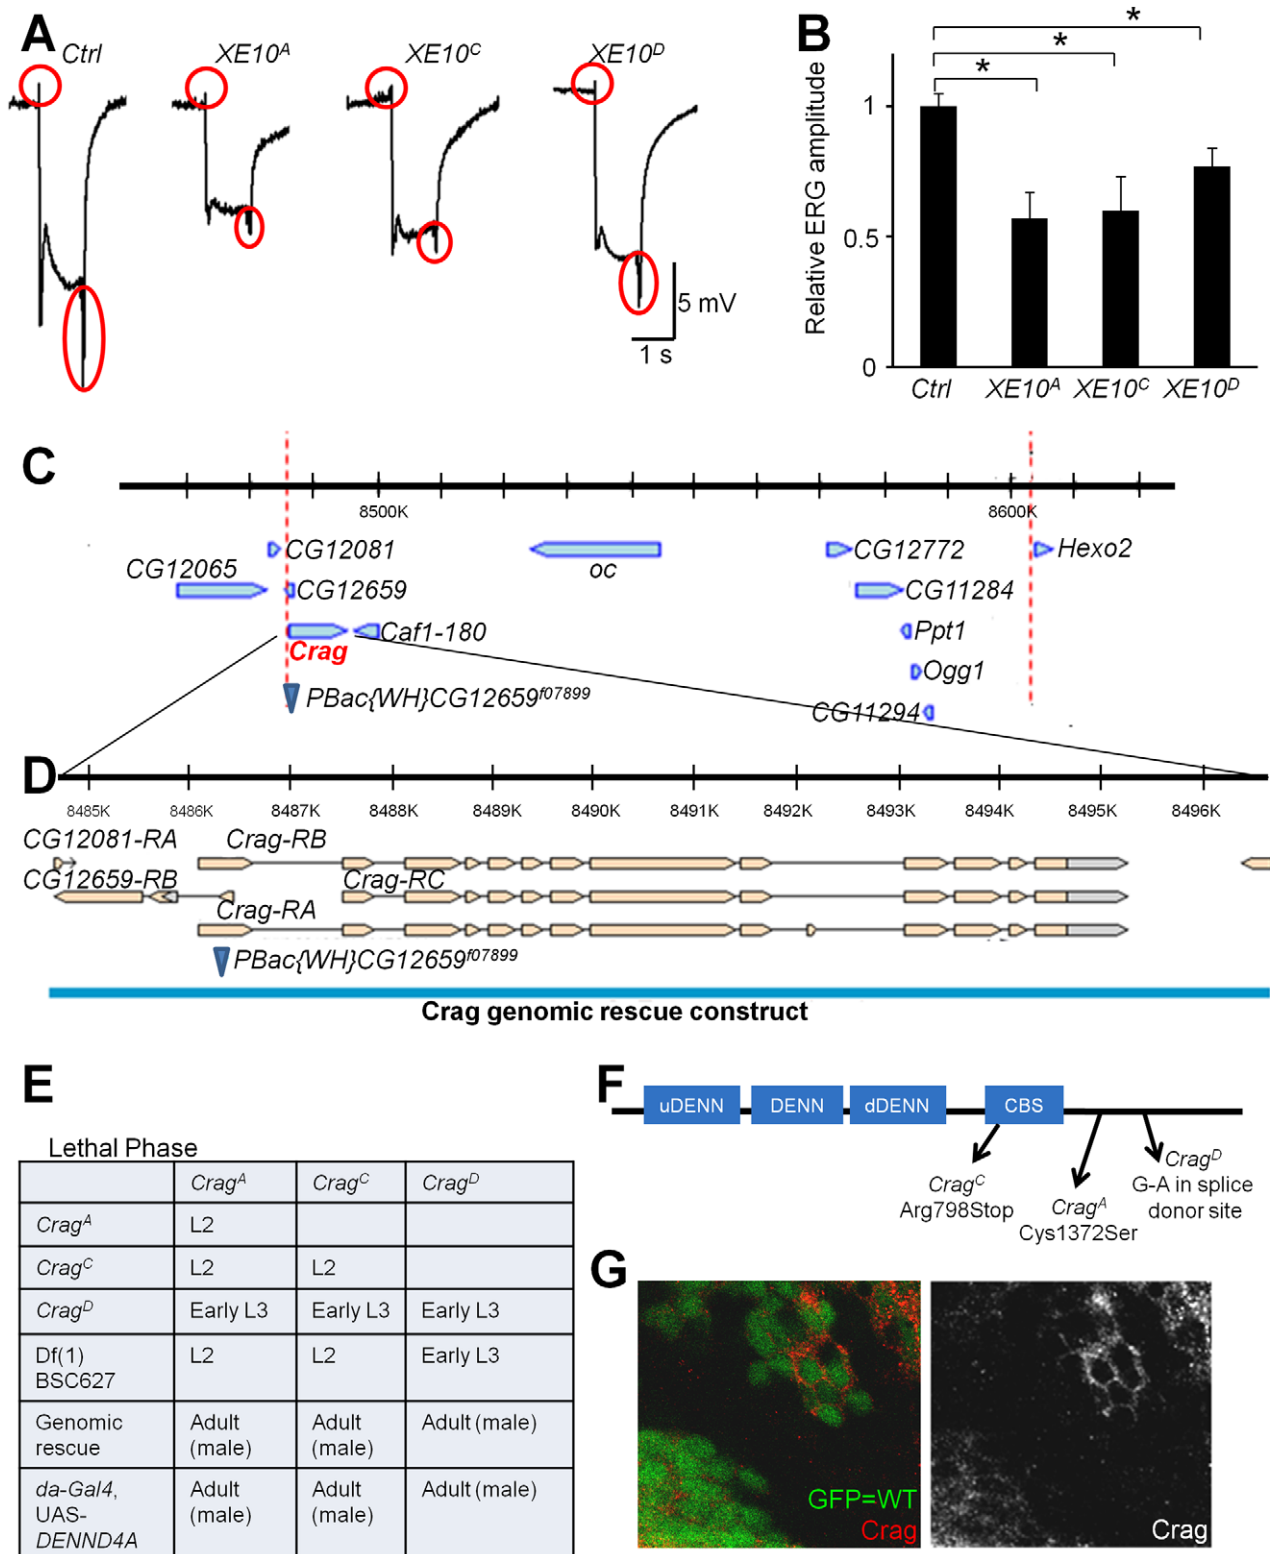 A
Ctrl
XE10A
XE10C
XE10D
5 mV
1 s
B
Relative ERG amplitude
1
0.5
0
*
*
*
Ctrl
XE10A
XE10C
XE10D
C
8500K
8600K
CG12081
CG12065
CG12659
oc
CG12772
Hexo2
CG11284
Crag
Caf1-180
Ppt1
Ogg1
PBac{WH}CG12659f07899
CG11294
D
8485K 8486K 8487K 8488K 8489K 8490K 8491K 8492K 8493K 8494K 8495K 8496K
CG12081-RA
Crag-RB
CG12659-RB
Crag-RC
Crag-RA
PBac{WH}CG12659f07899
Crag genomic rescue construct
E
Lethal Phase
CragA CragC CragD
CragA L2
CragC L2 L2
CragD Early L3 Early L3 Early L3
Df(1) BSC627 L2 L2 Early L3
Genomic rescue Adult (male) Adult (male) Adult (male)
da-Gal4, UAS-DENND4A Adult (male) Adult (male) Adult (male)
F
uDENN DENN dDENN CBS
CragC
Arg798Stop
CragA
Cys1372Ser
CragD
G-A in splice
donor site
G
GFP=WT
Crag
Crag